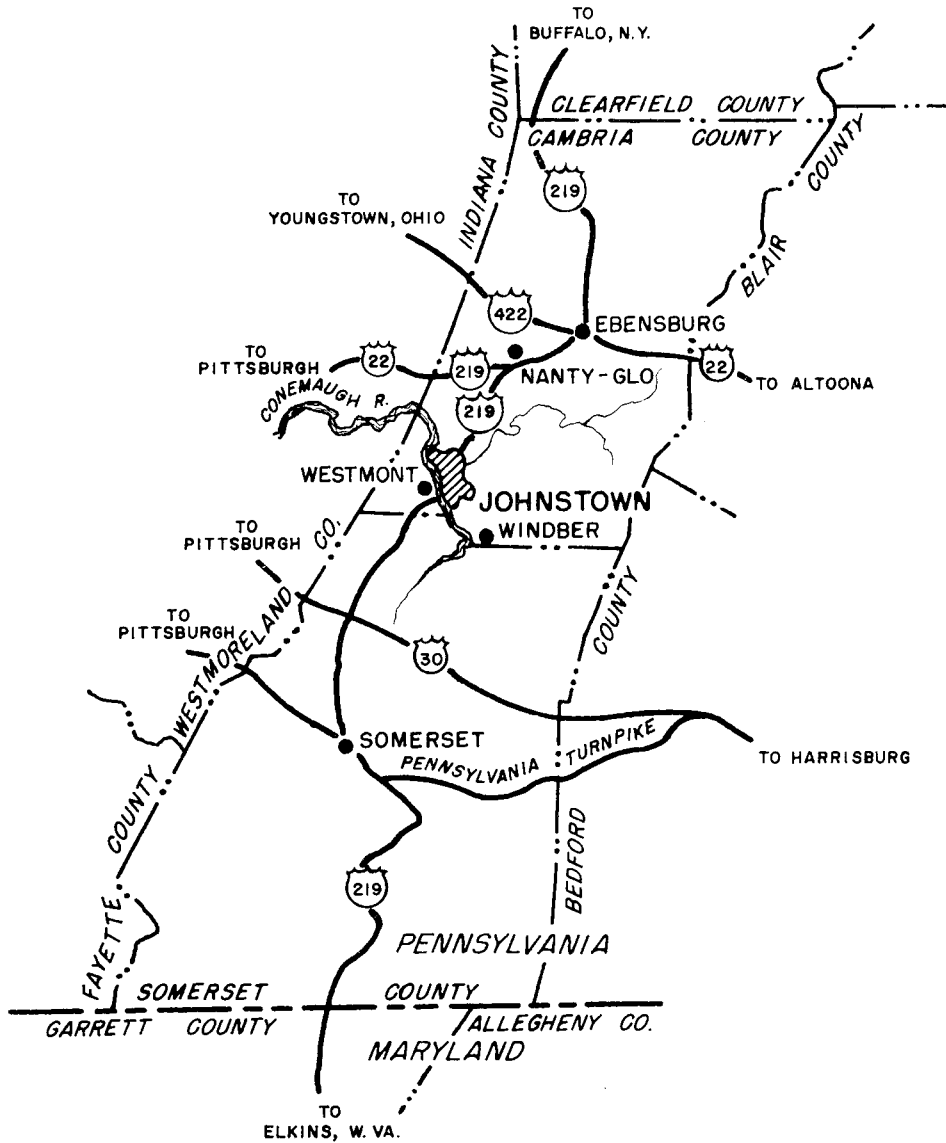 TO
BUFFALO, N.Y.
INDIANA COUNTY
CLEARFIELD COUNTY
CAMBRIA COUNTY
BLAIR COUNTY
219
TO
YOUNGSTOWN, OHIO
422
EBENSBURG
TO
PITTSBURGH
22
219
NANTY-GLO
22
TO ALTOONA
CONEMAUGH R.
219
WESTMONT
JOHNSTOWN
WINDBER
TO
PITTSBURGH
WESTMORELAND CO.
TO
PITTSBURGH
30
BEDFORD COUNTY
SOMERSET
PENNSYLVANIA TURNPIKE
TO HARRISBURG
FAYETTE COUNTY
219
PENNSYLVANIA
SOMERSET COUNTY
GARRETT COUNTY
ALLEGHENY CO.
MARYLAND
TO
ELKINS, W. VA.